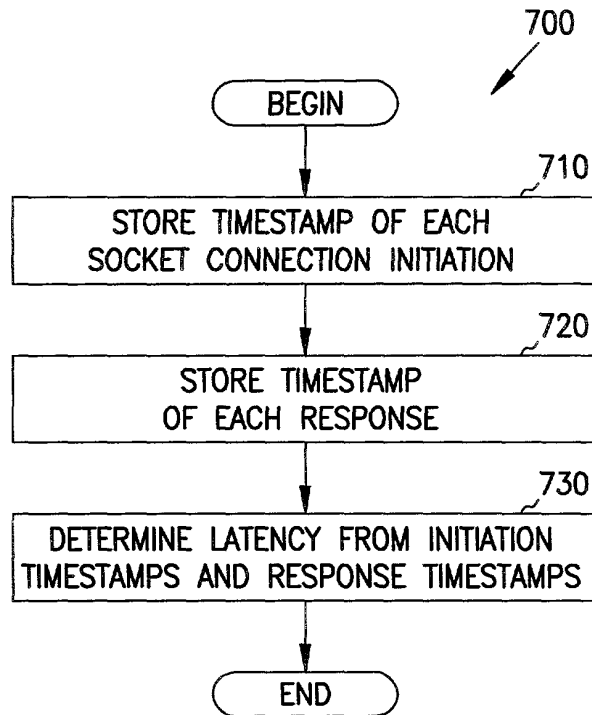 700
BEGIN
710
STORE TIMESTAMP OF EACH
SOCKET CONNECTION INITIATION
720
STORE TIMESTAMP
OF EACH RESPONSE
730
DETERMINE LATENCY FROM INITIATION
TIMESTAMPS AND RESPONSE TIMESTAMPS
END